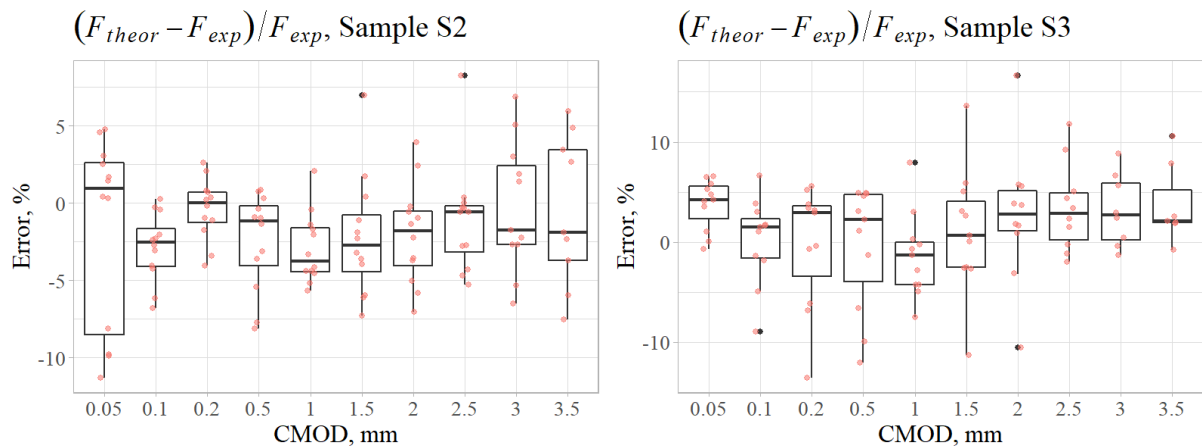 (F_theor − F_exp)/F_exp, Sample S2
Error, %
5
0
-5
-10
0.05 0.1 0.2 0.5 1 1.5 2 2.5 3 3.5
CMOD, mm
(F_theor − F_exp)/F_exp, Sample S3
Error, %
10
0
-10
0.05 0.1 0.2 0.5 1 1.5 2 2.5 3 3.5
CMOD, mm